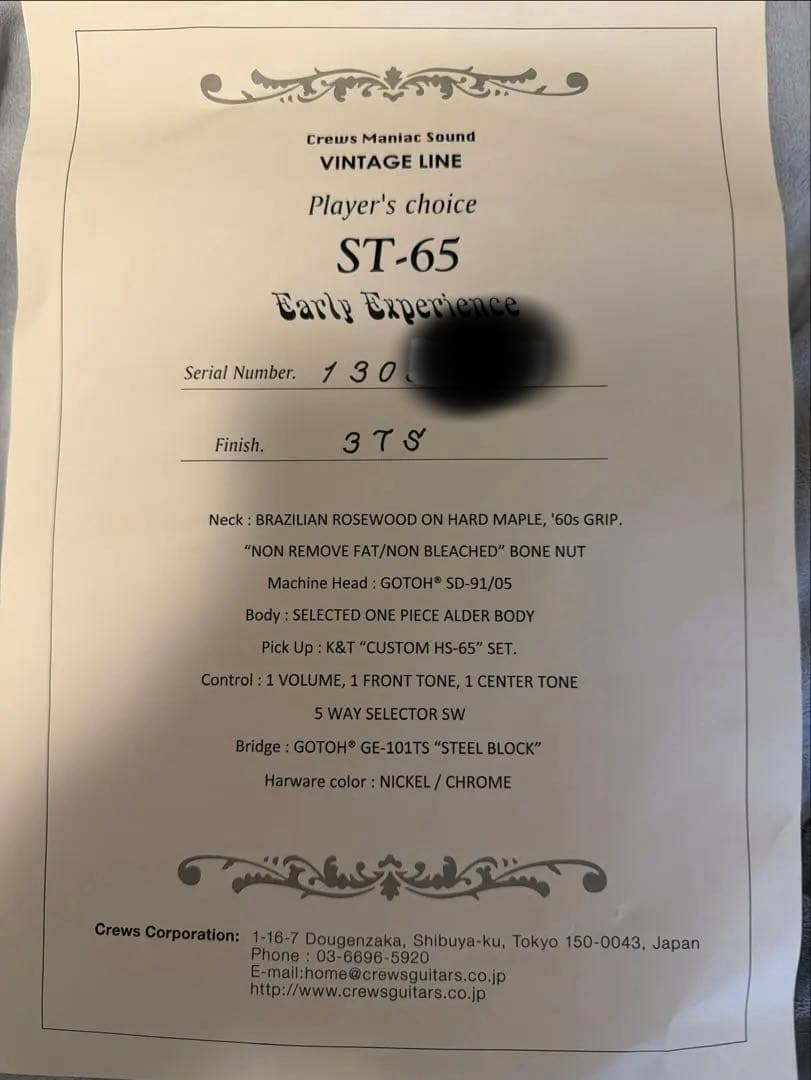 Crews Maniac Sound
VINTAGE LINE
Player's choice
ST-65
Early Experience
Serial Number. 130
Finish. 3TS
Neck : BRAZILIAN ROSEWOOD ON HARD MAPLE, '60s GRIP.
“NON REMOVE FAT/NON BLEACHED” BONE NUT
Machine Head : GOTOH® SD-91/05
Body : SELECTED ONE PIECE ALDER BODY
Pick Up : K&T “CUSTOM HS-65” SET.
Control : 1 VOLUME, 1 FRONT TONE, 1 CENTER TONE
5 WAY SELECTOR SW
Bridge : GOTOH® GE-101TS “STEEL BLOCK”
Harware color : NICKEL / CHROME
Crews Corporation: 1-16-7 Dougenzaka, Shibuya-ku, Tokyo 150-0043, Japan
Phone : 03-6696-5920
E-mail:home@crewsguitars.co.jp
http://www.crewsguitars.co.jp